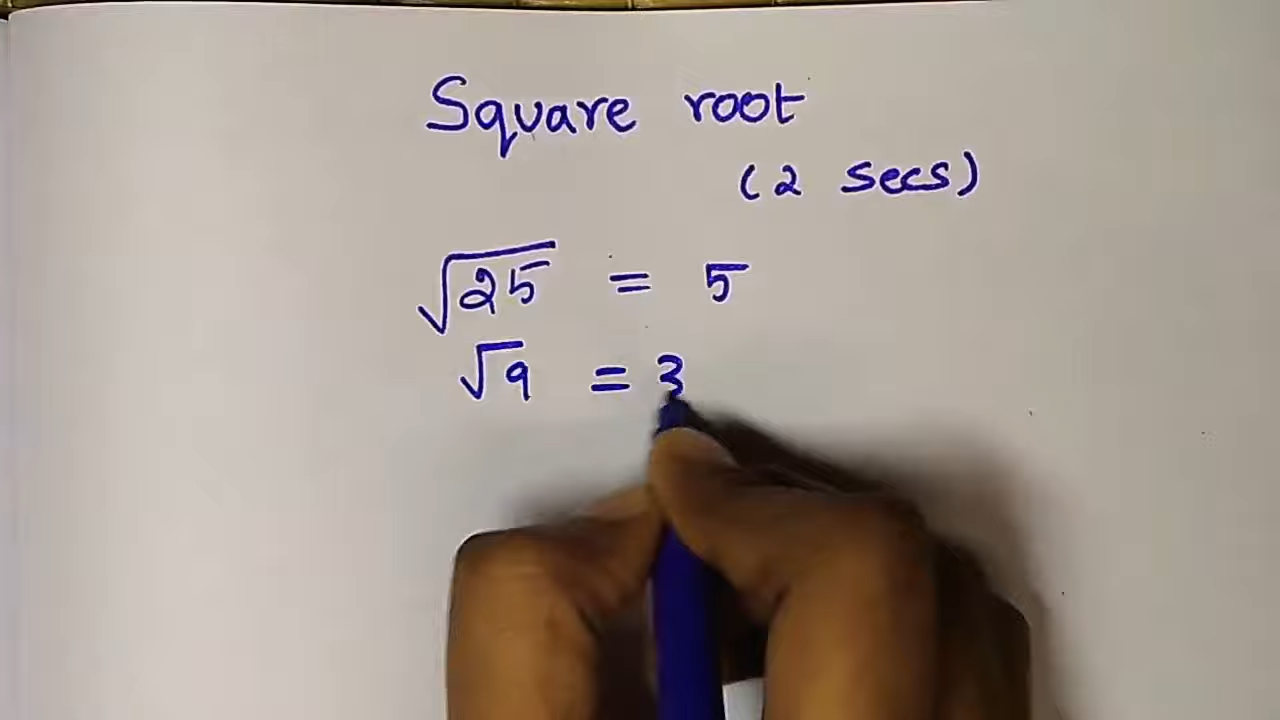 Square root
(2 secs)
√25 = 5
√9 = 3